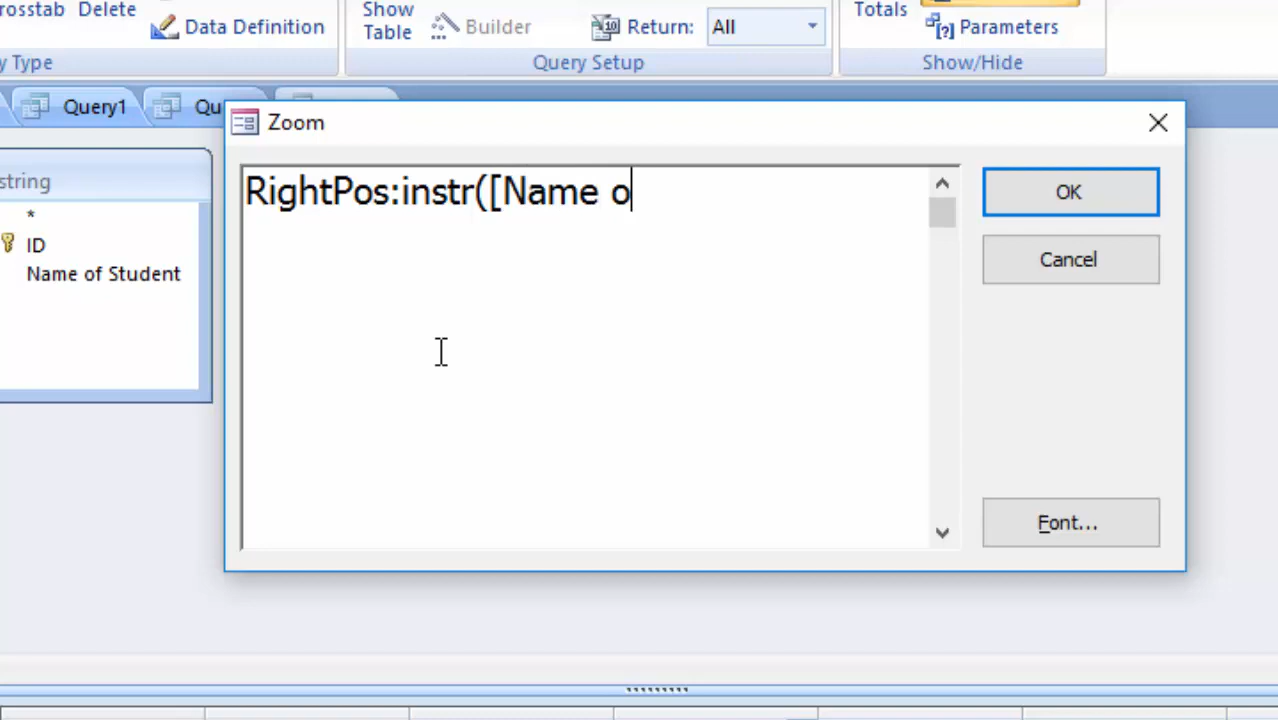 rosstab Delete
Data Definition
y Type
Show Table
Builder
Return: All
Query Setup
Totals
Parameters
Show/Hide
Query1
Qu
Zoom
string
*
ID
Name of Student
RightPos:instr([Name o
OK
Cancel
Font...